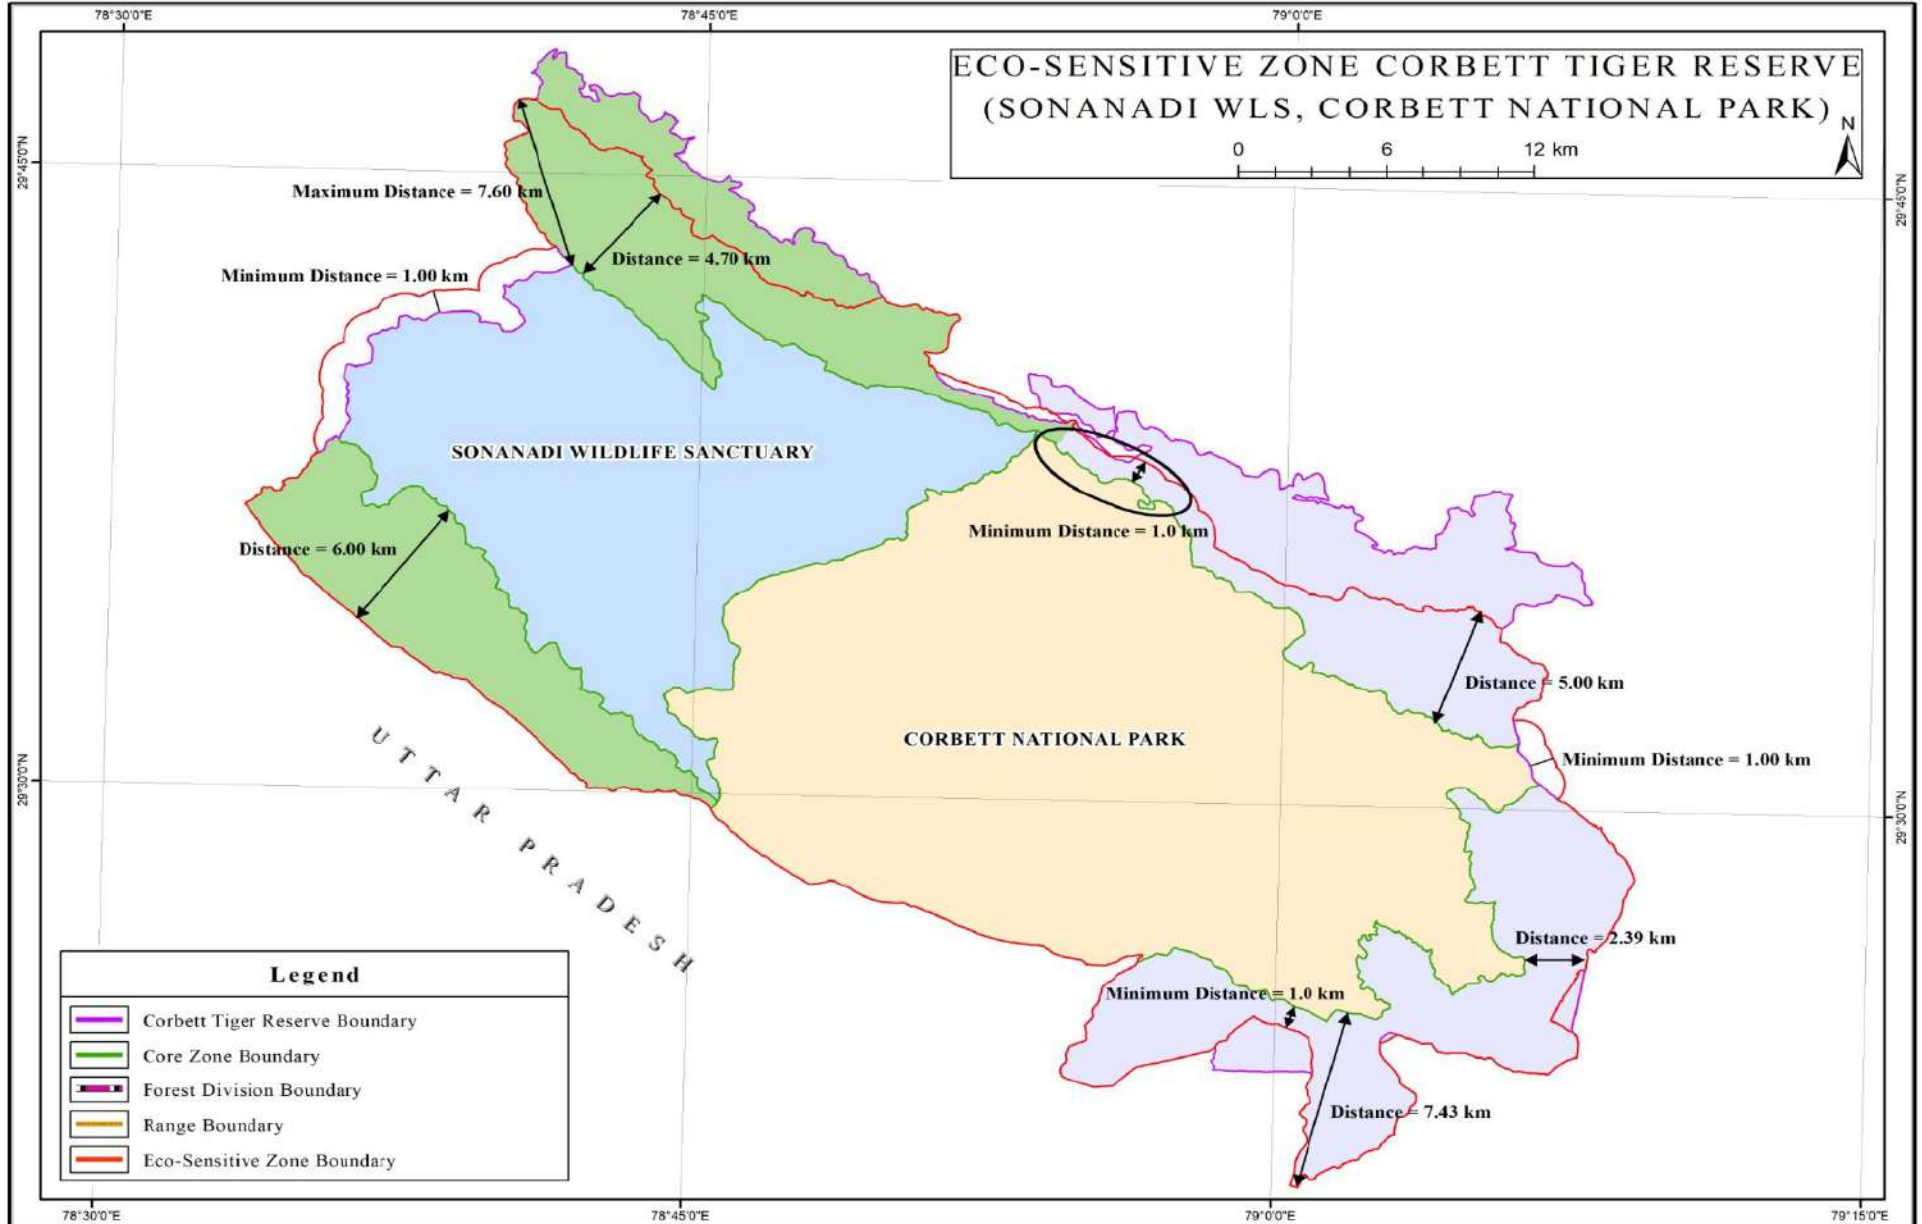 78°30'0"E
78°45'0"E
79°0'0"E
ECO-SENSITIVE ZONE CORBETT TIGER RESERVE
(SONANADI WLS, CORBETT NATIONAL PARK)
N
0 6 12 km
29°45'0"N
29°45'0"N
Maximum Distance = 7.60 km
Distance = 4.70 km
Minimum Distance = 1.00 km
SONANADI WILDLIFE SANCTUARY
Minimum Distance = 1.0 km
Distance = 6.00 km
Distance = 5.00 km
CORBETT NATIONAL PARK
Minimum Distance = 1.00 km
29°30'0"N
29°30'0"N
UTTAR PRADESH
Distance = 2.39 km
Minimum Distance = 1.0 km
Distance = 7.43 km
Legend
Corbett Tiger Reserve Boundary
Core Zone Boundary
Forest Division Boundary
Range Boundary
Eco-Sensitive Zone Boundary
78°30'0"E
78°45'0"E
79°0'0"E
79°15'0"E